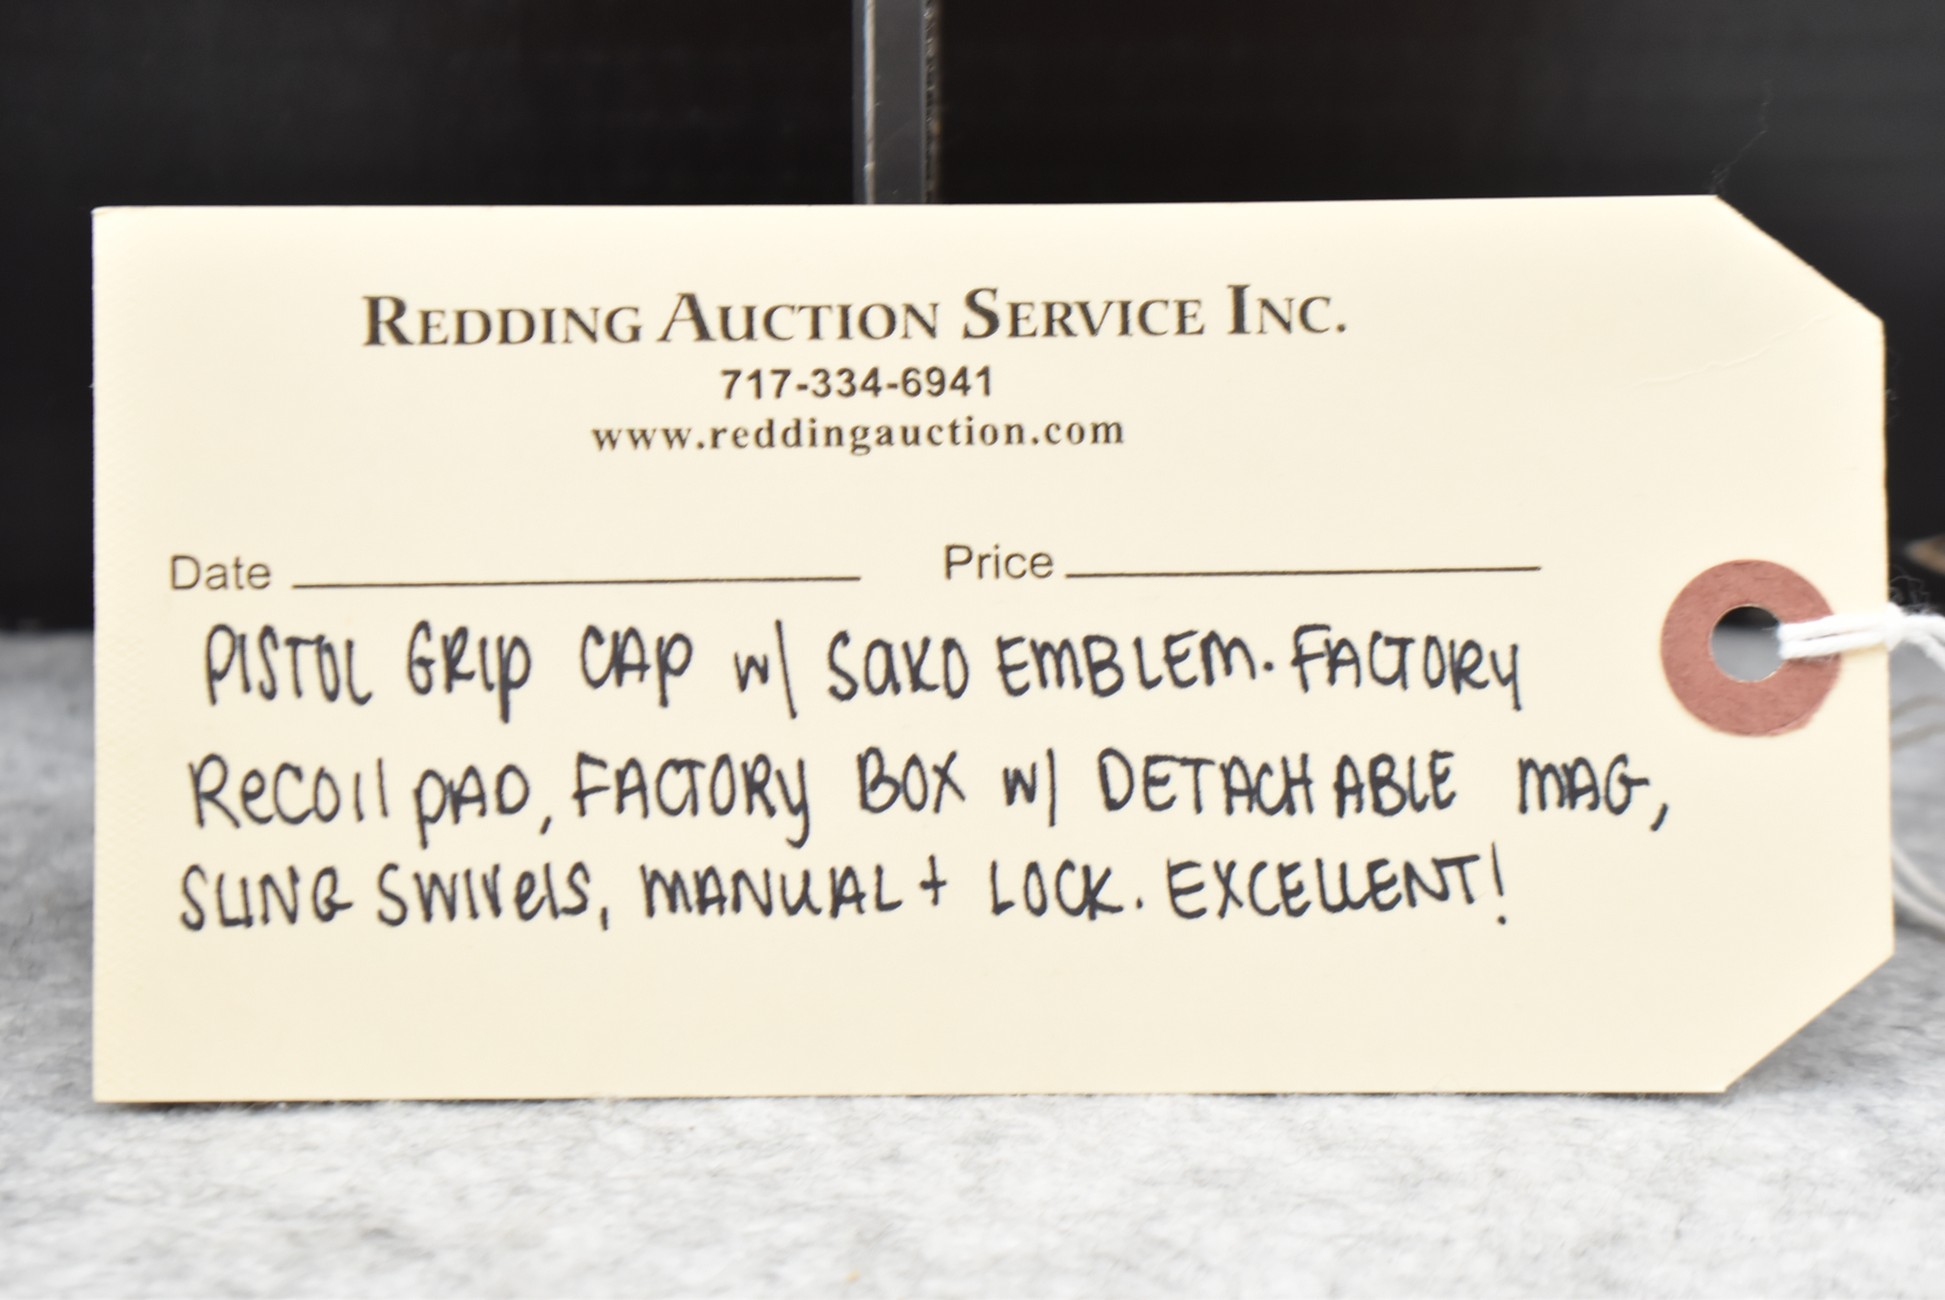 Redding Auction Service Inc.
717-334-6941
www.reddingauction.com
Date Price
PISTOL GRIP CAP w/ SAKO EMBLEM. FACTORY
RECOIL PAD, FACTORY BOX w/ DETACHABLE MAG,
SLING SWIVELS, MANUAL + LOCK. EXCELLENT!